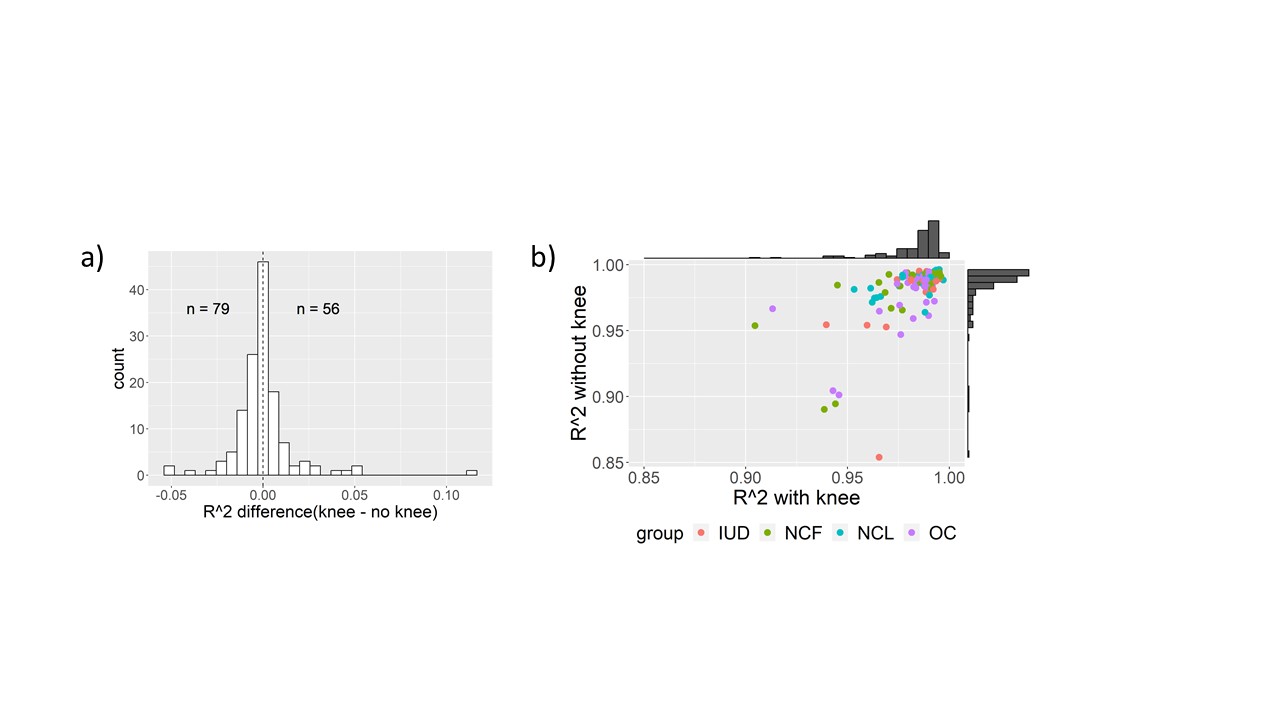 a)
n = 79
n = 56
count
40
30
20
10
0
-0.05
0.00
0.05
0.10
R^2 difference(knee - no knee)
b)
R^2 without knee
1.00
0.95
0.90
0.85
0.85
0.90
0.95
1.00
R^2 with knee
group IUD NCF NCL OC